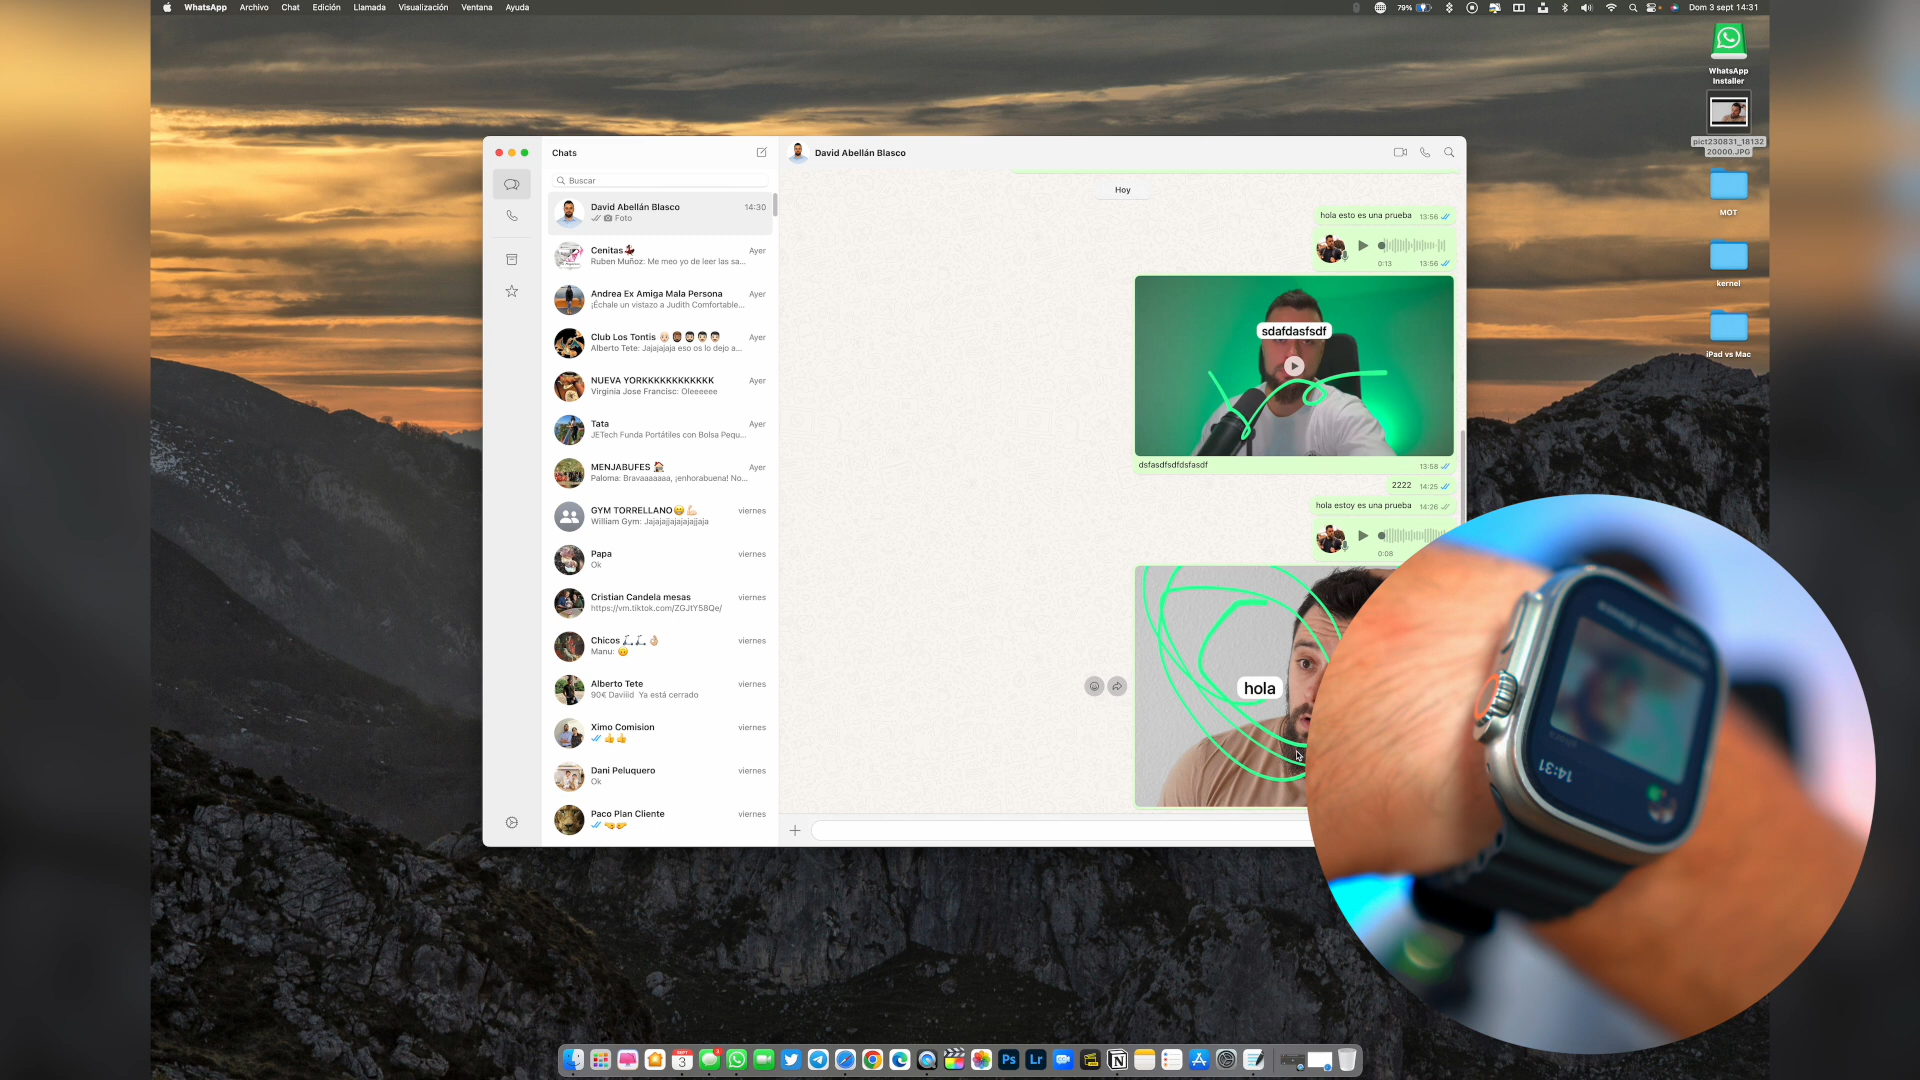 WhatsApp Archivo Chat Edición Llamada Visualización Ventana Ayuda
79%
Dom 3 sept 14:31
WhatsApp
Installer
pict230831_18132
20000.JPG
MOT
kernel
iPad vs Mac
Chats
Buscar
David Abellán Blasco 14:30
Foto
Cenitas Ayer
Ruben Muñoz: Me meo yo de leer las sa...
Andrea Ex Amiga Mala Persona Ayer
¡Échale un vistazo a Judith Comfortable...
Club Los Tontis Ayer
Alberto Tete: Jajajajaja eso os lo dejo a...
NUEVA YORKKKKKKKKKKK Ayer
Virginia Jose Francisc: Oleeeeee
Tata Ayer
JETech Funda Portátiles con Bolsa Pequ...
MENJABUFES Ayer
Paloma: Bravaaaaaaa, ¡enhorabuena! No...
GYM TORRELLANO viernes
William Gym: Jajajajjajajajajjaja
Papa viernes
Ok
Cristian Candela mesas viernes
https://vm.tiktok.com/ZGJtY58Qe/
Chicos viernes
Manu:
Alberto Tete viernes
90€ Daviiid Ya está cerrado
Ximo Comision viernes
Dani Peluquero viernes
Ok
Paco Plan Cliente viernes
David Abellán Blasco
Hoy
hola esto es una prueba 13:56
0:13 13:56
sdafdasfsdf
dsfasdfsdfdsfasdf 13:58
2222 14:25
hola estoy es una prueba 14:26
0:08
hola
14:31
SEPT
3
Ps
Lr